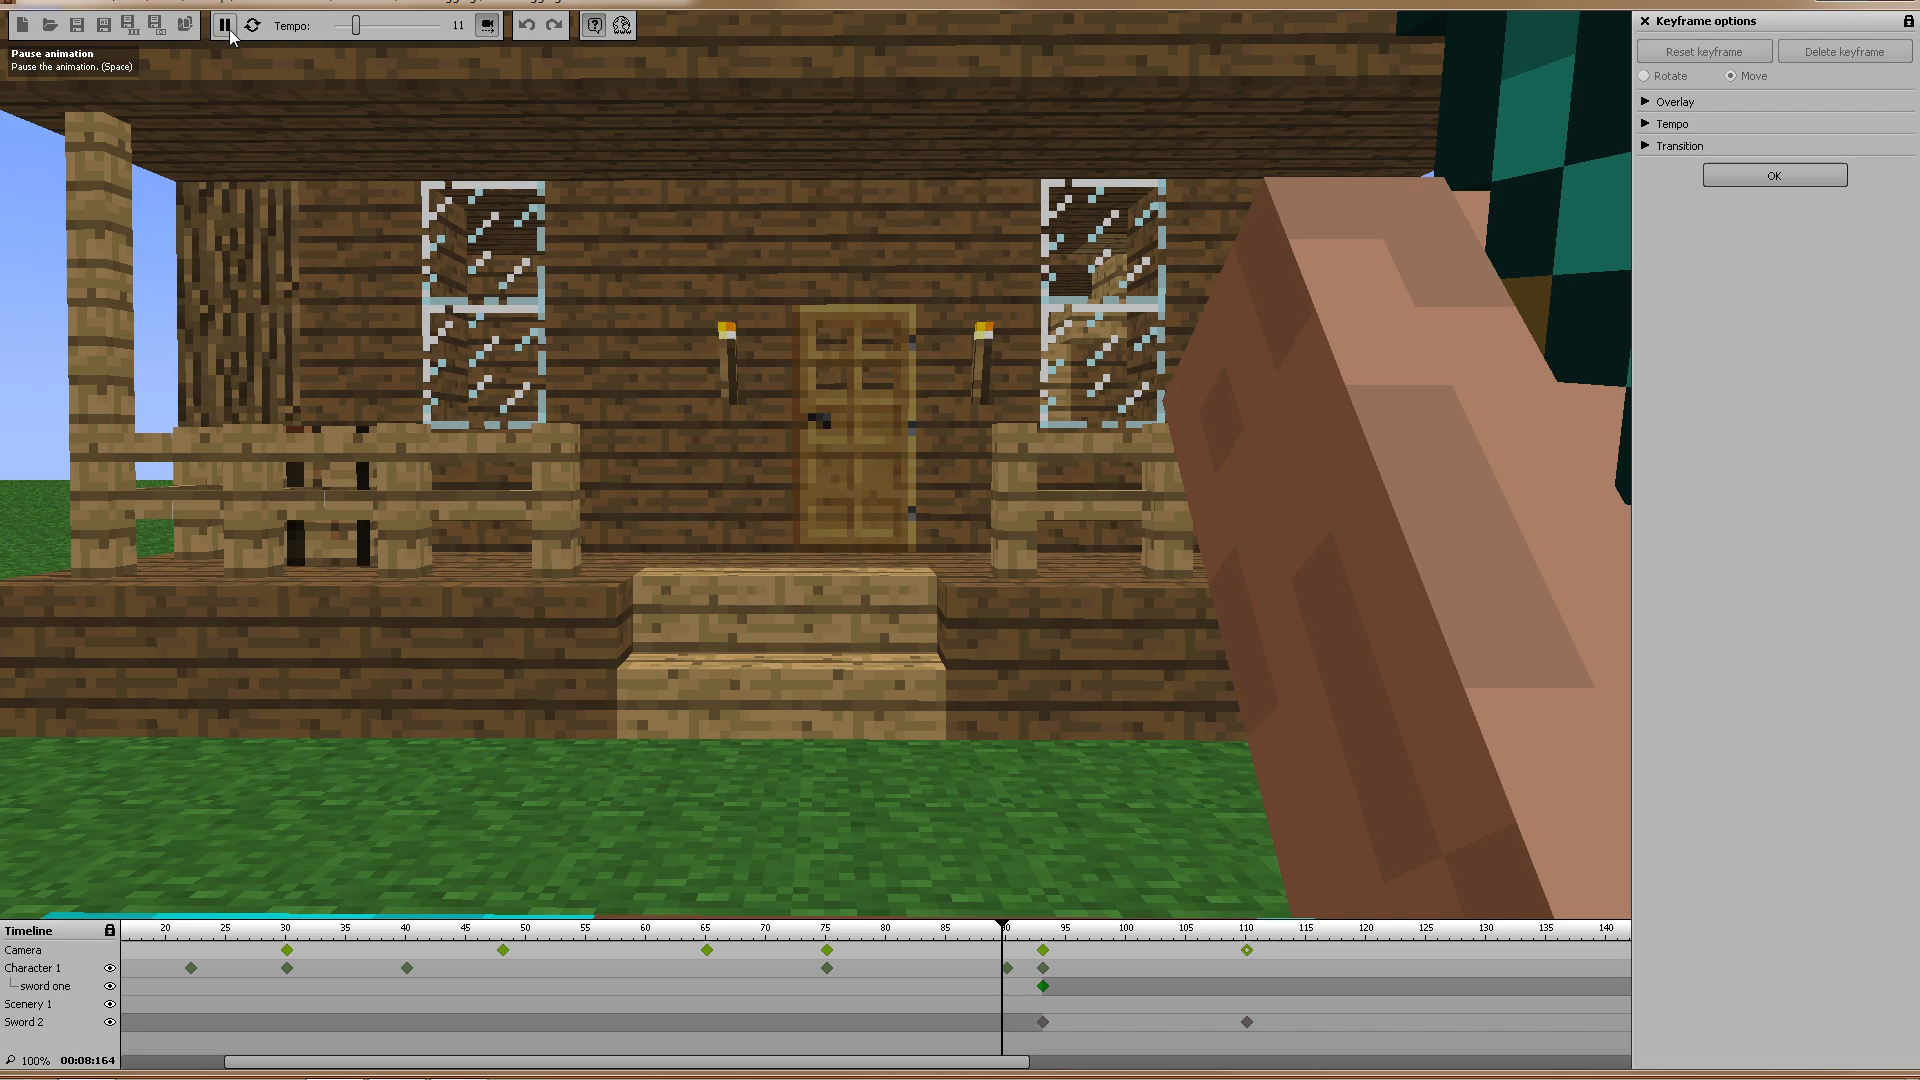 Tempo:
11
Pause animation
Pause the animation. (Space)
Keyframe options
Reset keyframe
Delete keyframe
Rotate
Move
Overlay
Tempo
Transition
OK
Timeline
20 25 30 35 40 45 50 55 60 65 70 75 80 85 90 95 100 105 110 115 120 125 130 135 140
Camera
Character 1
sword one
Scenery 1
Sword 2
100% 00:08:164